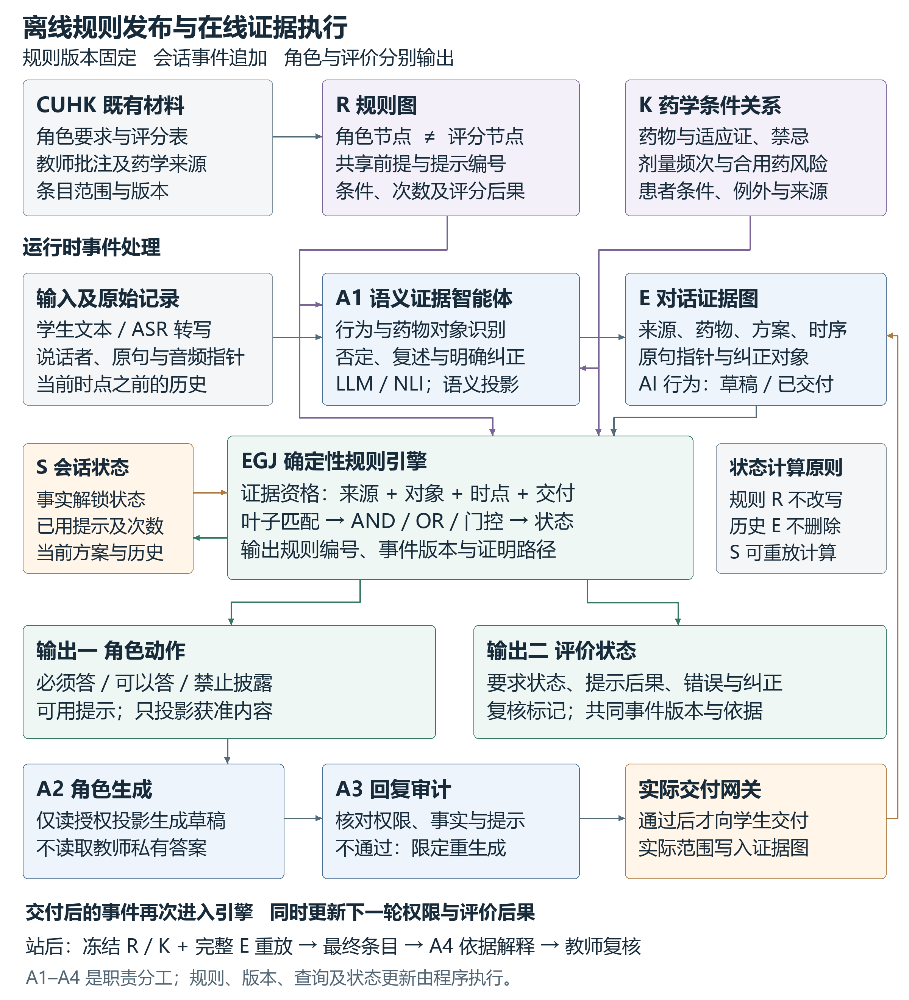 离线规则发布与在线证据执行
规则版本固定 会话事件追加 角色与评价分别输出
CUHK 既有材料
角色要求与评分表
教师批注及药学来源
条目范围与版本
R 规则图
角色节点 ≠ 评分节点
共享前提与提示编号
条件、次数及评分后果
K 药学条件关系
药物与适应证、禁忌
剂量频次与合用药风险
患者条件、例外与来源
运行时事件处理
输入及原始记录
学生文本 / ASR 转写
说话者、原句与音频指针
当前时点之前的历史
A1 语义证据智能体
行为与药物对象识别
否定、复述与明确纠正
LLM / NLI；语义投影
E 对话证据图
来源、药物、方案、时序
原句指针与纠正对象
AI 行为：草稿 / 已交付
S 会话状态
事实解锁状态
已用提示及次数
当前方案与历史
EGJ 确定性规则引擎
证据资格：来源 + 对象 + 时点 + 交付
叶子匹配 → AND / OR / 门控 → 状态
输出规则编号、事件版本与证明路径
状态计算原则
规则 R 不改写
历史 E 不删除
S 可重放计算
输出一 角色动作
必须答 / 可以答 / 禁止披露
可用提示；只投影获准内容
输出二 评价状态
要求状态、提示后果、错误与纠正
复核标记；共同事件版本与依据
A2 角色生成
仅读授权投影生成草稿
不读取教师私有答案
A3 回复审计
核对权限、事实与提示
不通过：限定重生成
实际交付网关
通过后才向学生交付
实际范围写入证据图
交付后的事件再次进入引擎 同时更新下一轮权限与评价后果
站后：冻结 R / K + 完整 E 重放 → 最终条目 → A4 依据解释 → 教师复核
A1–A4 是职责分工；规则、版本、查询及状态更新由程序执行。